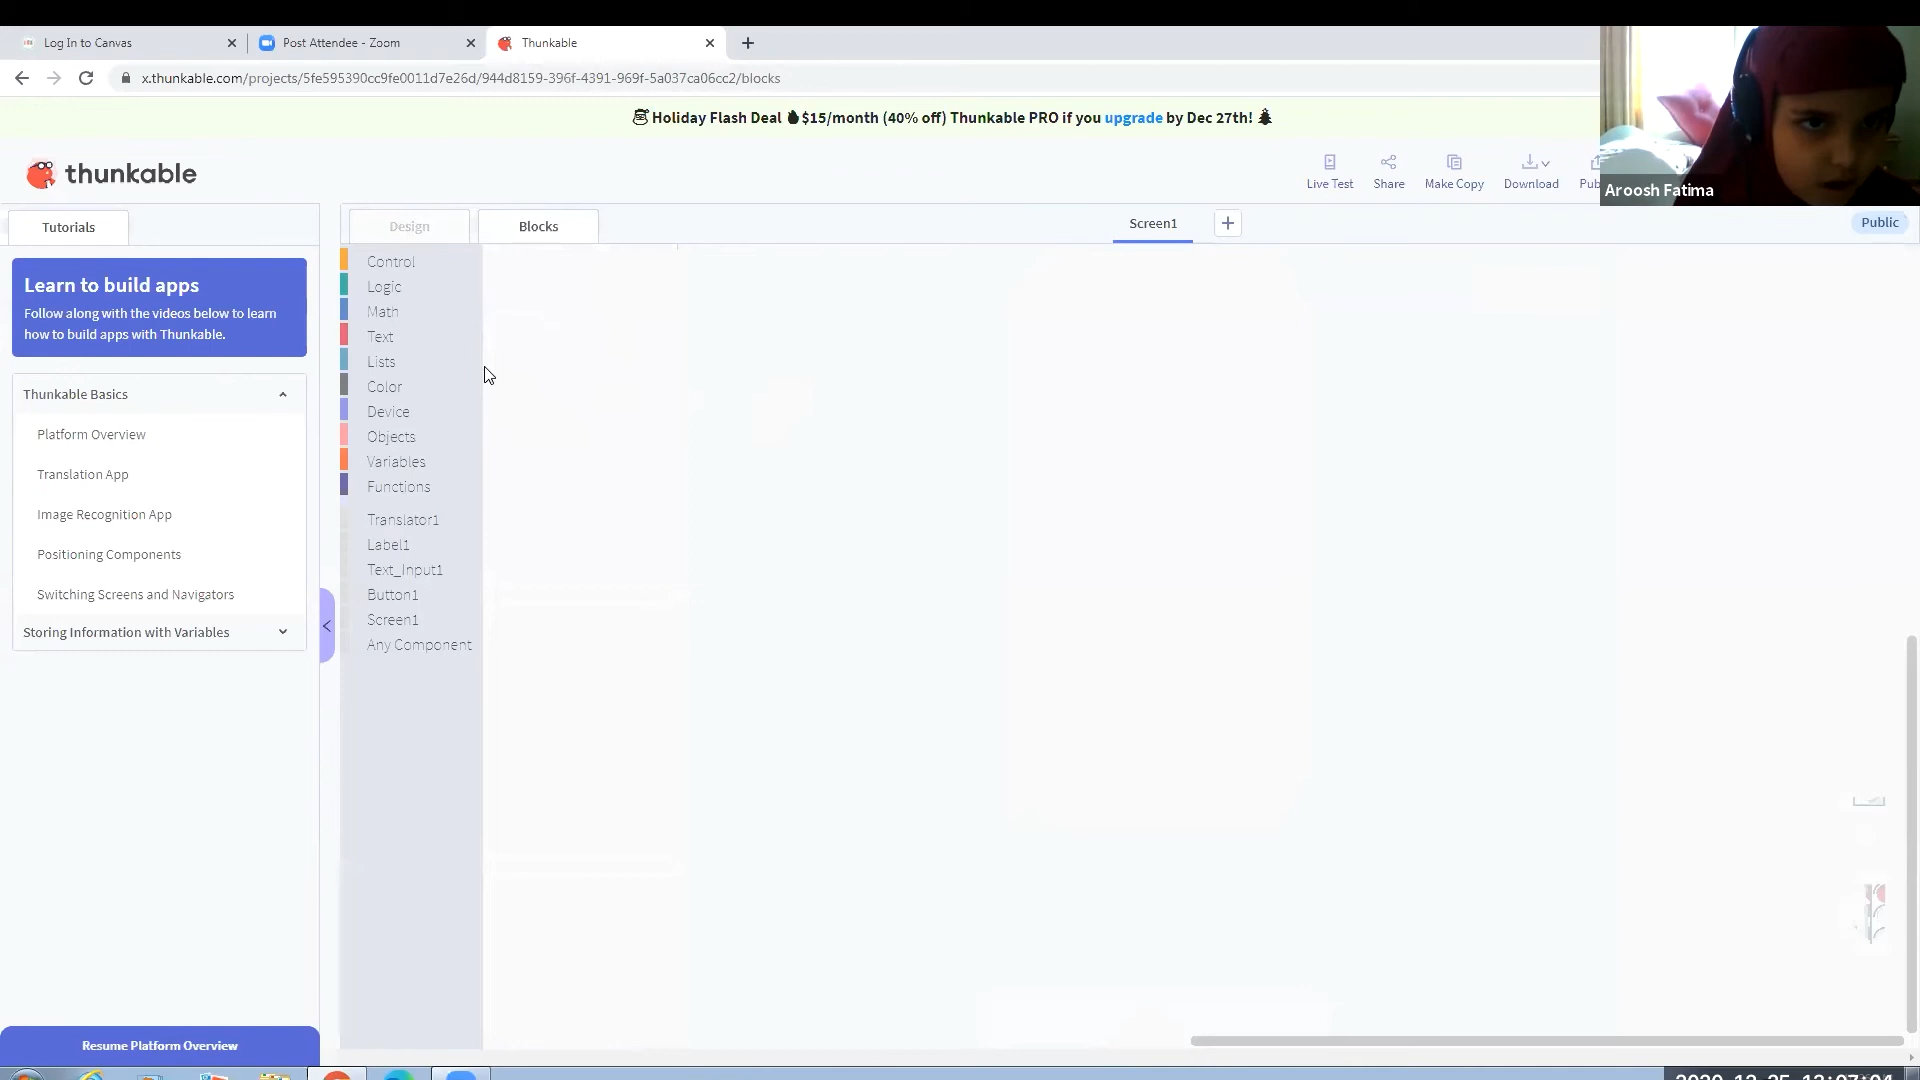 Log In to Canvas
Post Attendee - Zoom
Thunkable
x.thunkable.com/projects/5fe595390cc9fe0011d7e26d/944d8159-396f-4391-969f-5a037ca06cc2/blocks
Holiday Flash Deal $15/month (40% off) Thunkable PRO if you upgrade by Dec 27th!
thunkable
Live Test
Share
Make Copy
Download
Aroosh Fatima
Tutorials
Design
Blocks
Screen1
Public
Learn to build apps
Follow along with the videos below to learn
how to build apps with Thunkable.
Thunkable Basics
Platform Overview
Translation App
Image Recognition App
Positioning Components
Switching Screens and Navigators
Storing Information with Variables
Resume Platform Overview
Control
Logic
Math
Text
Lists
Color
Device
Objects
Variables
Functions
Translator1
Label1
Text_Input1
Button1
Screen1
Any Component